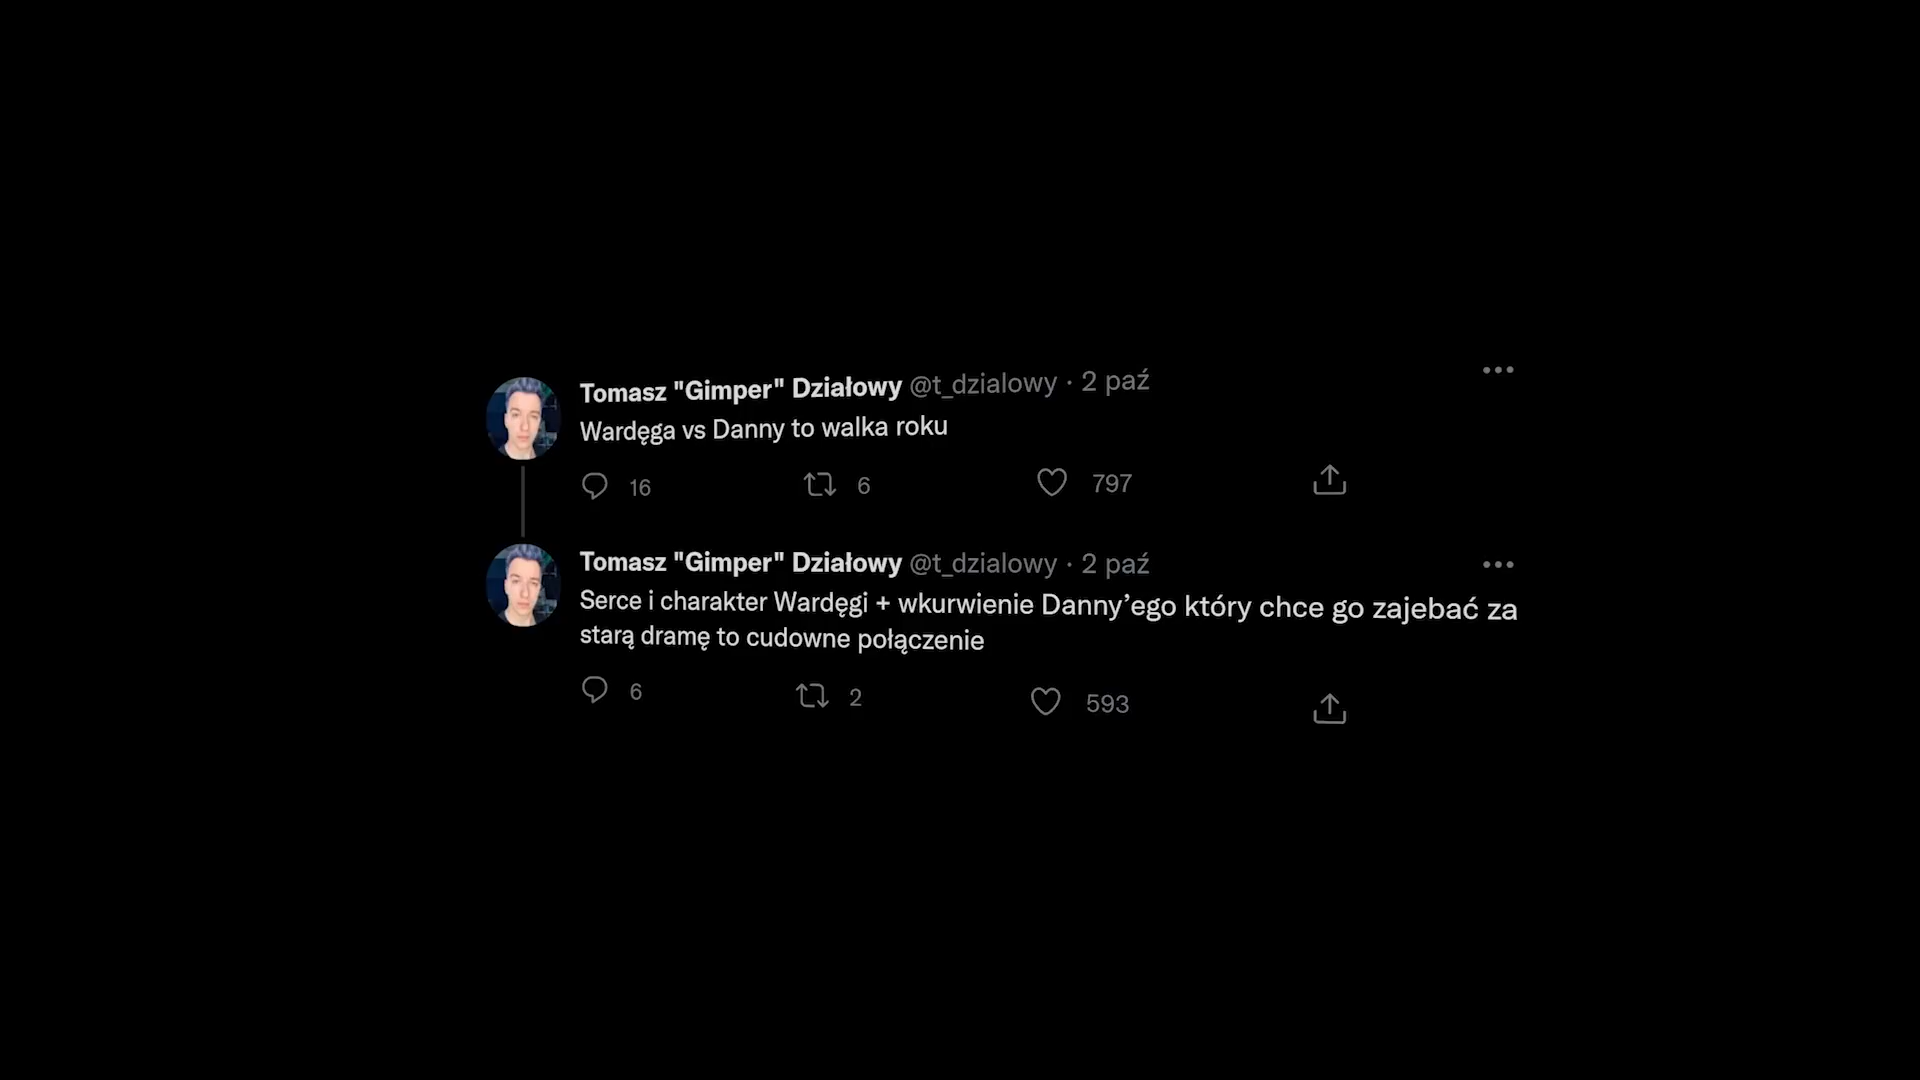 Tomasz "Gimper" Działowy @t_dzialowy · 2 paź
Wardęga vs Danny to walka roku
16 6 797
Tomasz "Gimper" Działowy @t_dzialowy · 2 paź
Serce i charakter Wardęgi + wkurwienie Danny’ego który chce go zajebać za
starą dramę to cudowne połączenie
6 2 593